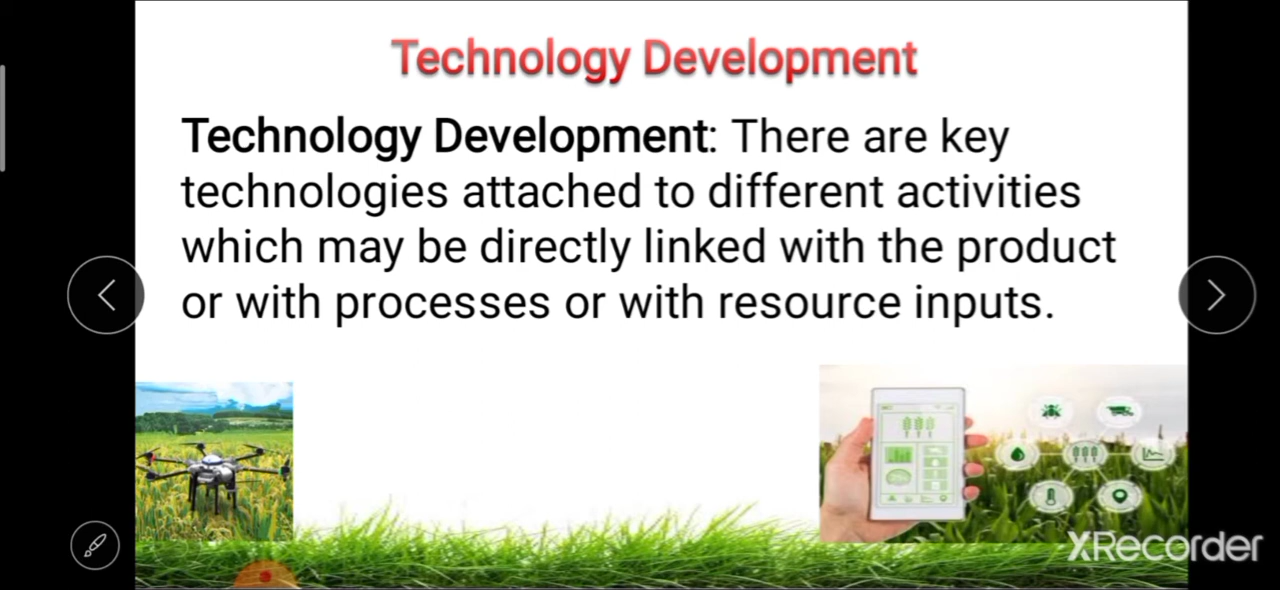 Technology Development
Technology Development: There are key
technologies attached to different activities
which may be directly linked with the product
or with processes or with resource inputs.
XRecorder